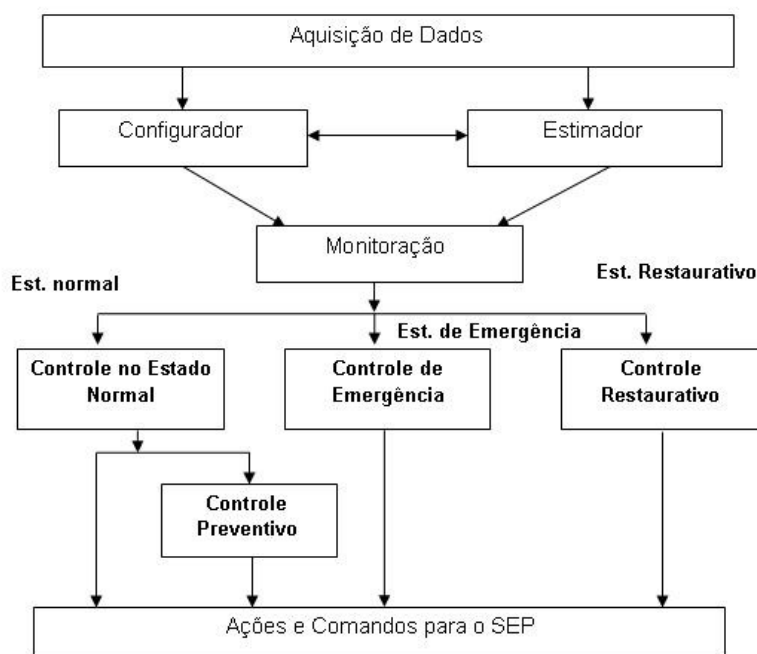 Aquisição de Dados
Configurador
Estimador
Monitoração
Est. normal
Est. Restaurativo
Est. de Emergência
Controle no Estado
Normal
Controle de
Emergência
Controle
Restaurativo
Controle
Preventivo
Ações e Comandos para o SEP